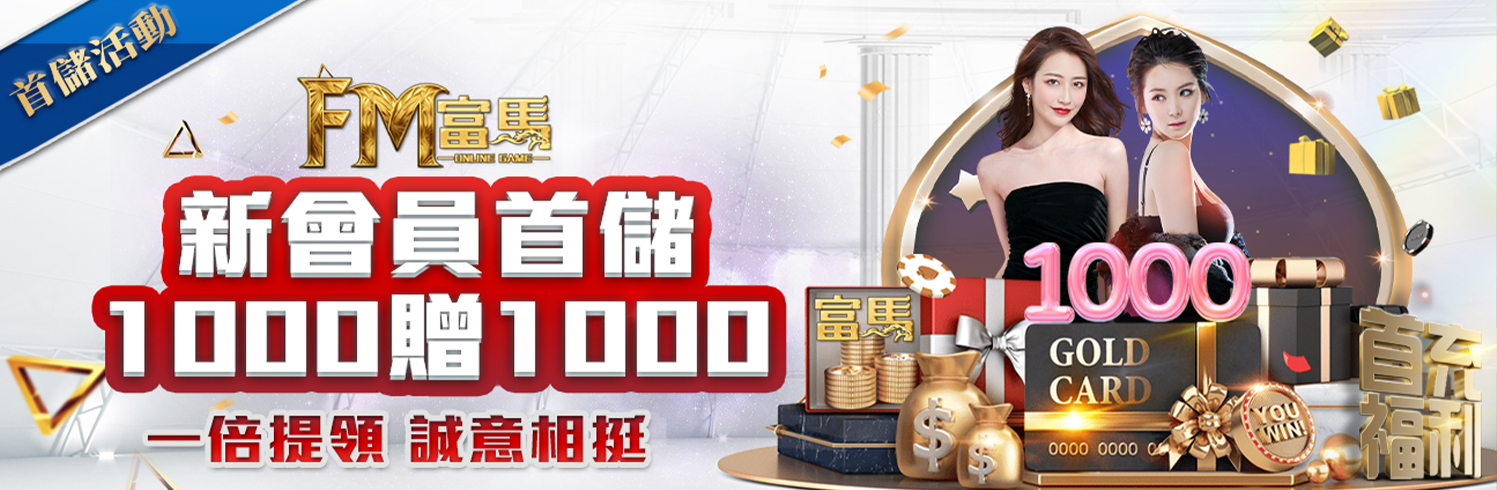 首儲活動
FM富馬
ONLINE GAME
新會員首儲
1000贈1000
一倍提領 誠意相挺
1000
富馬
GOLD
CARD
0000 0000 0
YOU
WIN!
$
$
首充
福利